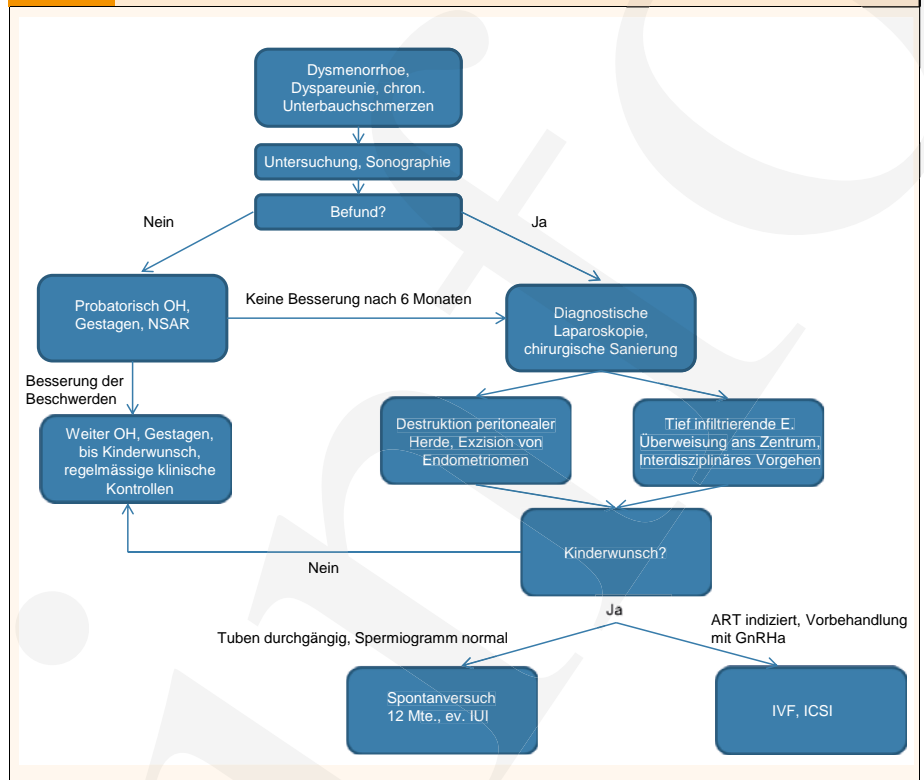 Dysmenorrhoe,
Dyspareunie, chron.
Unterbauchschmerzen
Untersuchung, Sonographie
Befund?
Nein
Ja
Probatorisch OH,
Gestagen, NSAR
Keine Besserung nach 6 Monaten
Diagnostische
Laparoskopie,
chirurgische Sanierung
Besserung der
Beschwerden
Weiter OH, Gestagen,
bis Kinderwunsch,
regelmässige klinische
Kontrollen
Destruktion peritonealer
Herde, Exzision von
Endometriomen
Tief infiltrierende E.
Überweisung ans Zentrum,
Interdisziplinäres Vorgehen
Kinderwunsch?
Nein
Ja
Tuben durchgängig, Spermiogramm normal
ART indiziert, Vorbehandlung
mit GnRHa
Spontanversuch
12 Mte., ev. IUI
IVF, ICSI